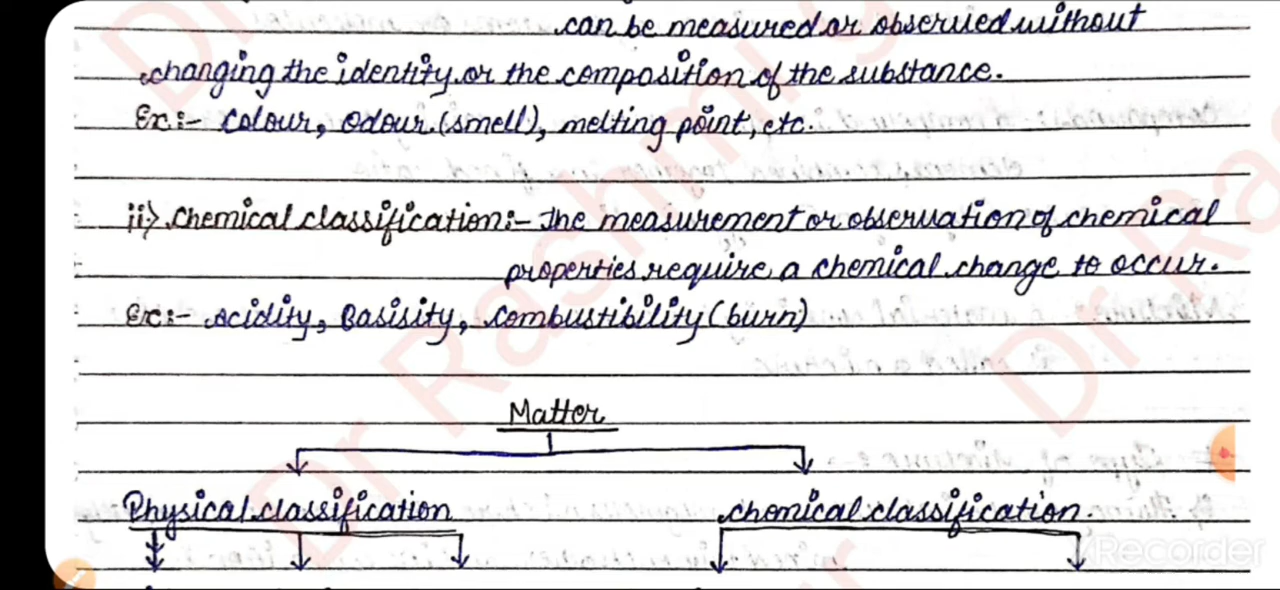 can be measured or observed without
changing the identity or the composition of the substance.
Ex:- Colour, odour (smell), melting point, etc.
ii) Chemical classification:- The measurement or observation of chemical
properties require a chemical change to occur.
Ex:- acidity, Basisity, combustibility (burn)
Matter
Physical classification
chemical classification.
Recorder